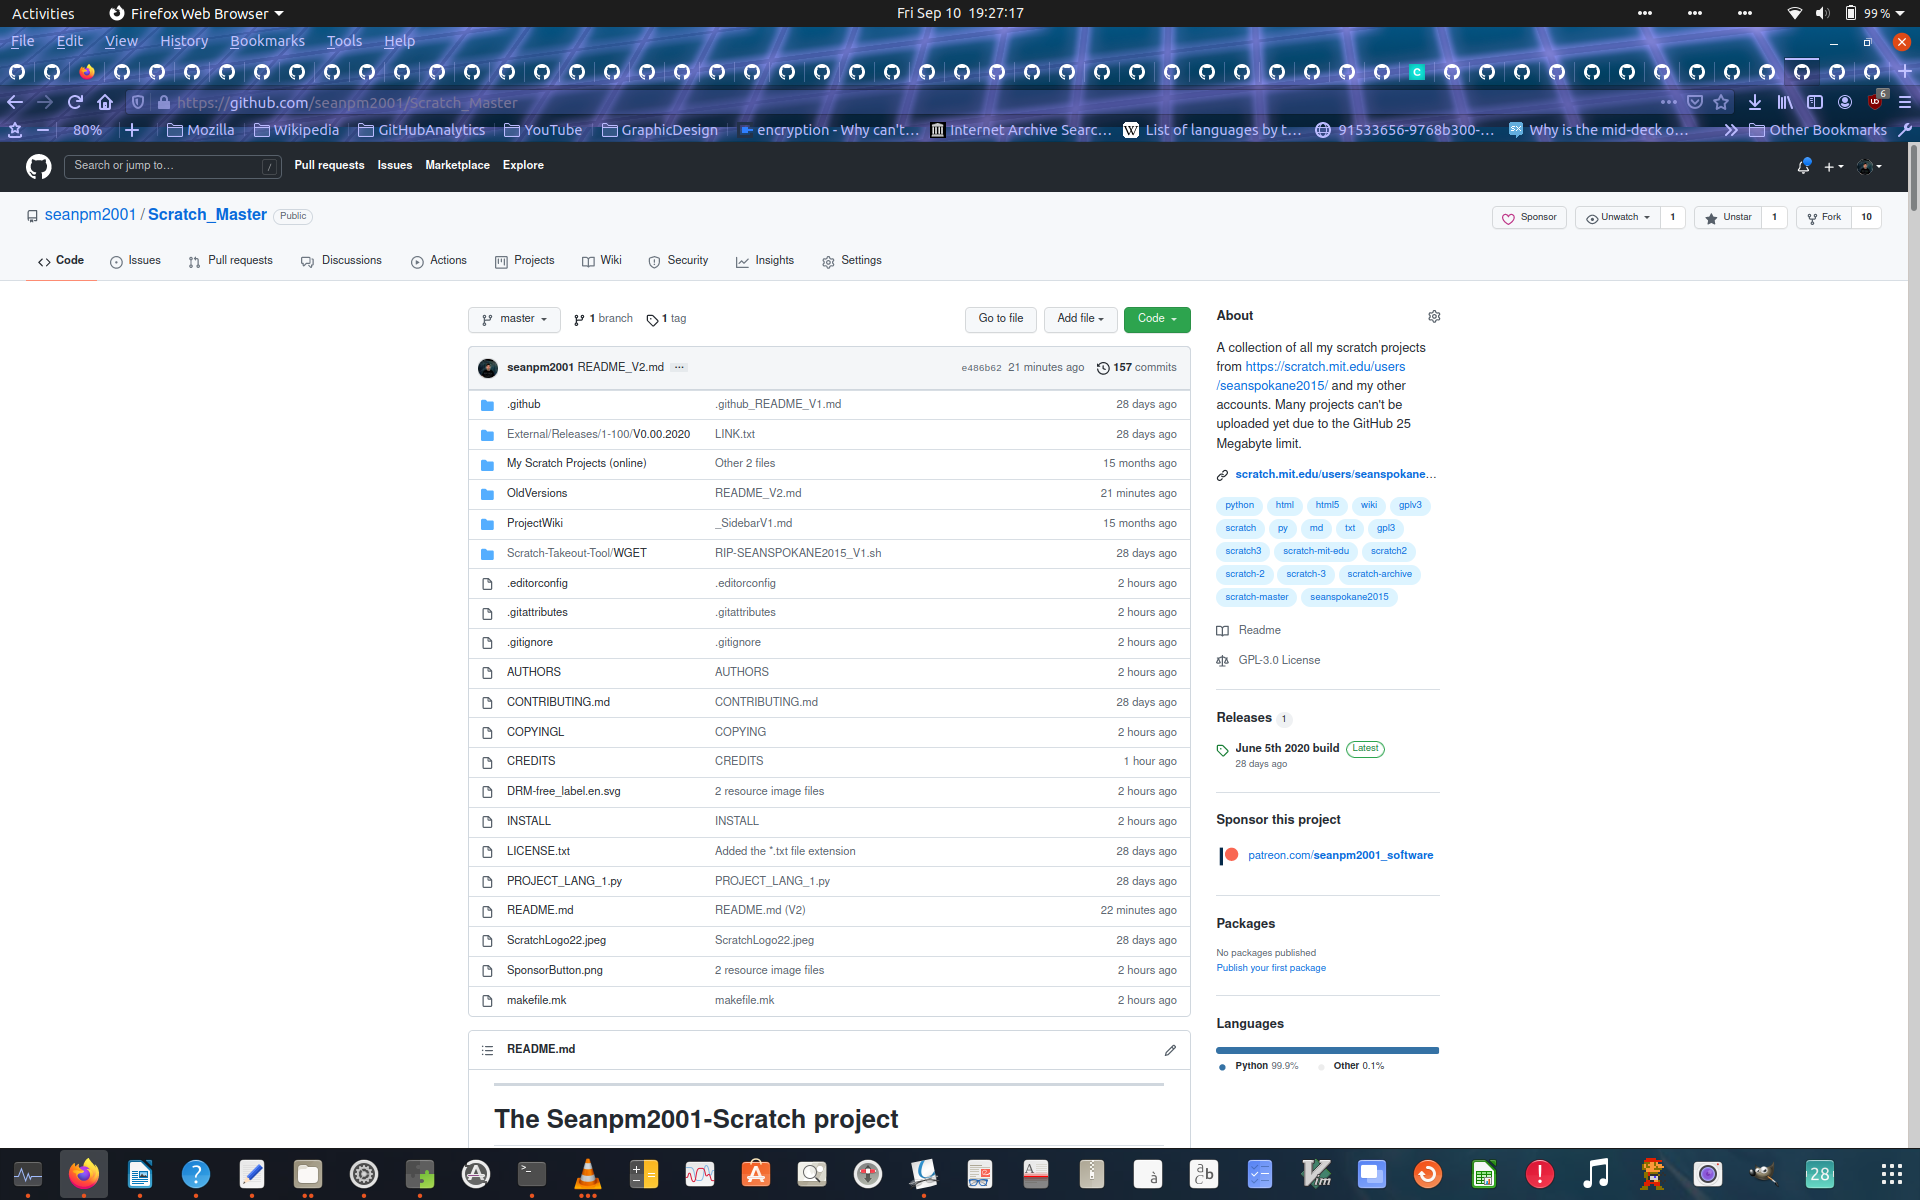 Activities Firefox Web Browser Fri Sep 10 19:27:17 99 %
File Edit View History Bookmarks Tools Help
https://github.com/seanpm2001/Scratch_Master 6
80% Mozilla Wikipedia GitHubAnalytics YouTube GraphicDesign encryption - Why can't... Internet Archive Searc... List of languages by t... 91533656-9768b300-... Why is the mid-deck o... Other Bookmarks
Search or jump to... / Pull requests Issues Marketplace Explore
seanpm2001 / Scratch_Master Public Sponsor Unwatch 1 Unstar 1 Fork 10
Code Issues Pull requests Discussions Actions Projects Wiki Security Insights Settings
master 1 branch 1 tag Go to file Add file Code
seanpm2001 README_V2.md ... e486b62 21 minutes ago 157 commits
.github .github_README_V1.md 28 days ago
External/Releases/1-100/V0.00.2020 LINK.txt 28 days ago
My Scratch Projects (online) Other 2 files 15 months ago
OldVersions README_V2.md 21 minutes ago
ProjectWiki _SidebarV1.md 15 months ago
Scratch-Takeout-Tool/WGET RIP-SEANSPOKANE2015_V1.sh 28 days ago
.editorconfig .editorconfig 2 hours ago
.gitattributes .gitattributes 2 hours ago
.gitignore .gitignore 2 hours ago
AUTHORS AUTHORS 2 hours ago
CONTRIBUTING.md CONTRIBUTING.md 28 days ago
COPYINGL COPYING 2 hours ago
CREDITS CREDITS 1 hour ago
DRM-free_label.en.svg 2 resource image files 2 hours ago
INSTALL INSTALL 2 hours ago
LICENSE.txt Added the *.txt file extension 28 days ago
PROJECT_LANG_1.py PROJECT_LANG_1.py 28 days ago
README.md README.md (V2) 22 minutes ago
ScratchLogo22.jpeg ScratchLogo22.jpeg 28 days ago
SponsorButton.png 2 resource image files 2 hours ago
makefile.mk makefile.mk 2 hours ago
README.md
The Seanpm2001-Scratch project
About
A collection of all my scratch projects
from https://scratch.mit.edu/users
/seanspokane2015/ and my other
accounts. Many projects can't be
uploaded yet due to the GitHub 25
Megabyte limit.
scratch.mit.edu/users/seanspokane...
python html html5 wiki gplv3
scratch py md txt gpl3
scratch3 scratch-mit-edu scratch2
scratch-2 scratch-3 scratch-archive
scratch-master seanspokane2015
Readme
GPL-3.0 License
Releases 1
June 5th 2020 build Latest
28 days ago
Sponsor this project
patreon.com/seanpm2001_software
Packages
No packages published
Publish your first package
Languages
Python 99.9% Other 0.1%
28